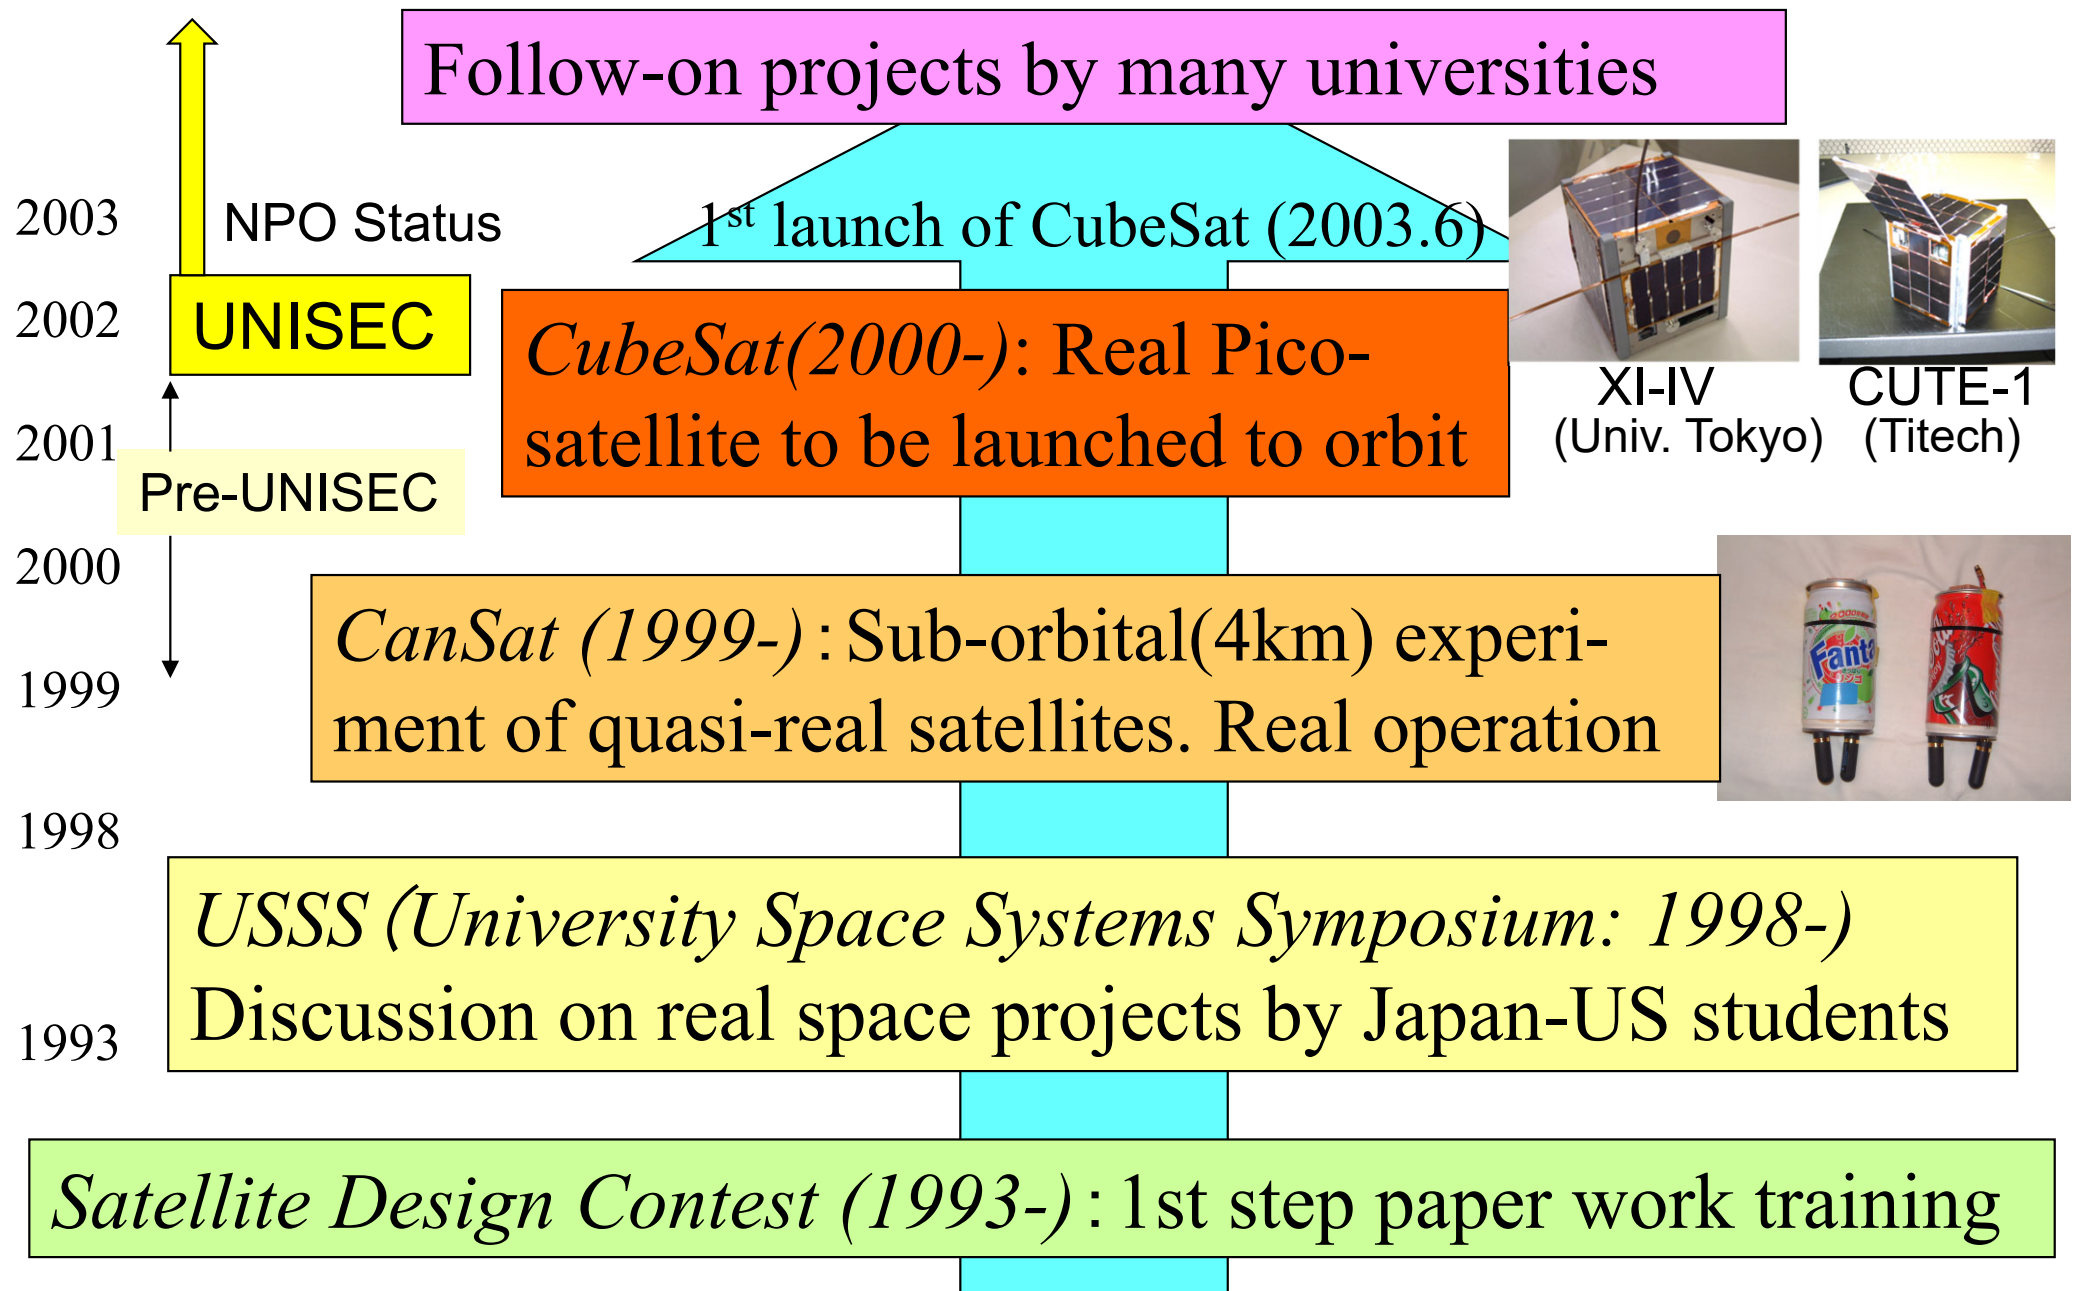 Follow-on projects by many universities
2003
NPO Status
1st launch of CubeSat (2003.6)
2002
UNISEC
CubeSat(2000-): Real Pico-
satellite to be launched to orbit
XI-IV
(Univ. Tokyo)
CUTE-1
(Titech)
2001
Pre-UNISEC
2000
CanSat (1999-) : Sub-orbital(4km) experi-
ment of quasi-real satellites. Real operation
Fanta
1999
1998
USSS (University Space Systems Symposium: 1998-)
Discussion on real space projects by Japan-US students
1993
Satellite Design Contest (1993-) : 1st step paper work training